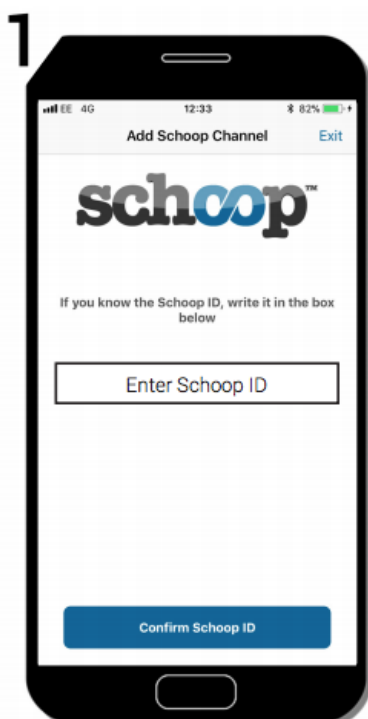 1
EE 4G 12:33 82%
Add Schoop Channel Exit
schoop™
If you know the Schoop ID, write it in the box
below
Enter Schoop ID
Confirm Schoop ID